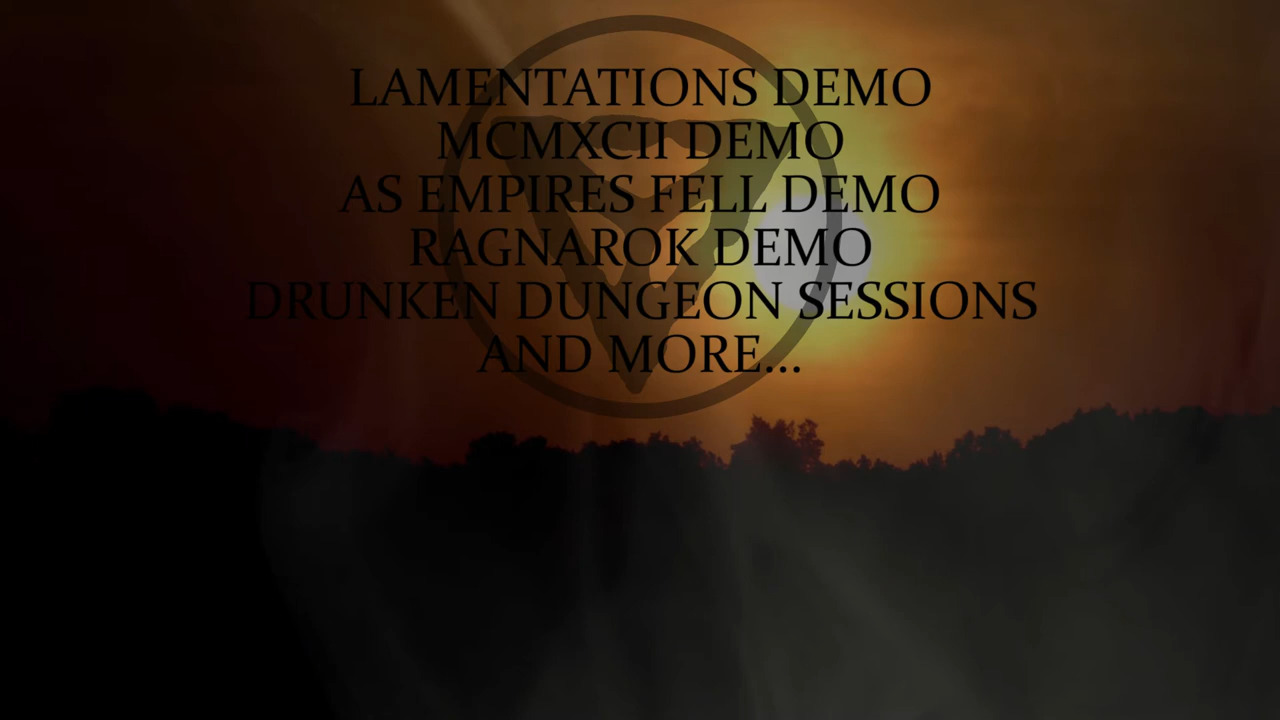 LAMENTATIONS DEMO
MCMXCII DEMO
AS EMPIRES FELL DEMO
RAGNAROK DEMO
DRUNKEN DUNGEON SESSIONS
AND MORE...